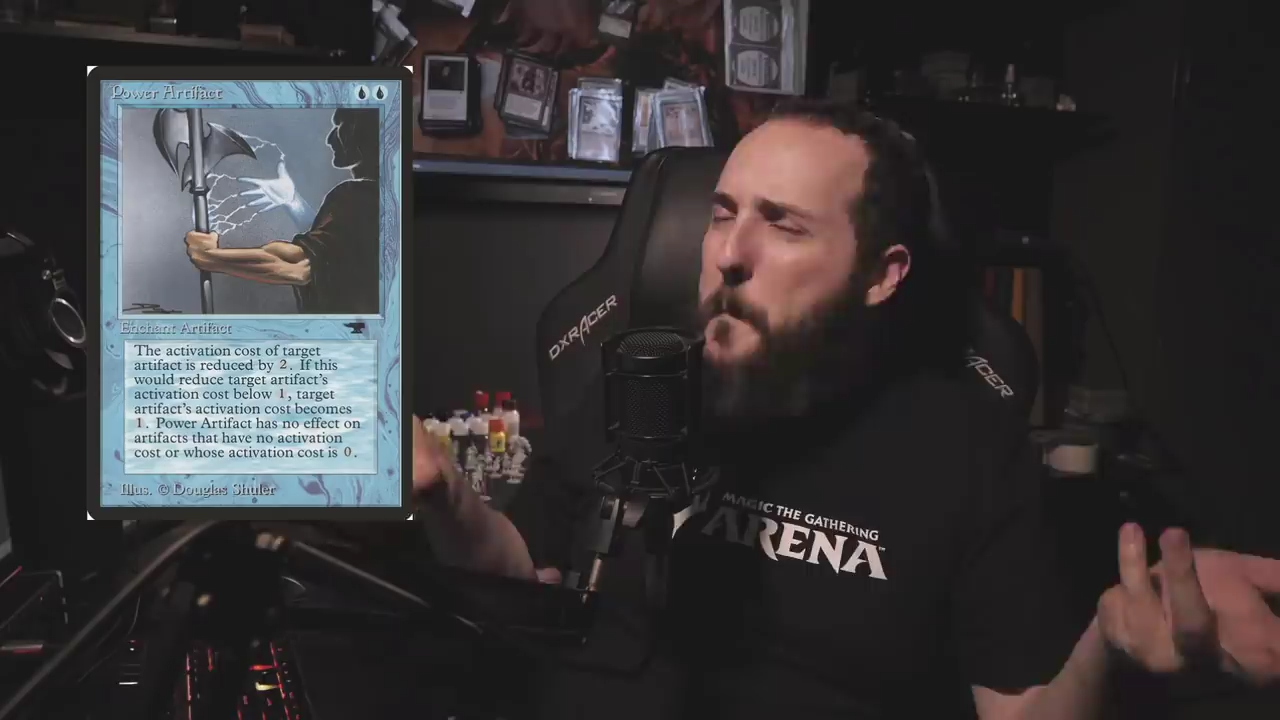 Power Artifact
Enchant Artifact
The activation cost of target
artifact is reduced by 2. If this
would reduce target artifact's
activation cost below 1, target
artifact's activation cost becomes
1. Power Artifact has no effect on
artifacts that have no activation
cost or whose activation cost is 0.
Illus. © Douglas Shuler
DXRACER
ACER
MAGIC THE GATHERING
ARENA